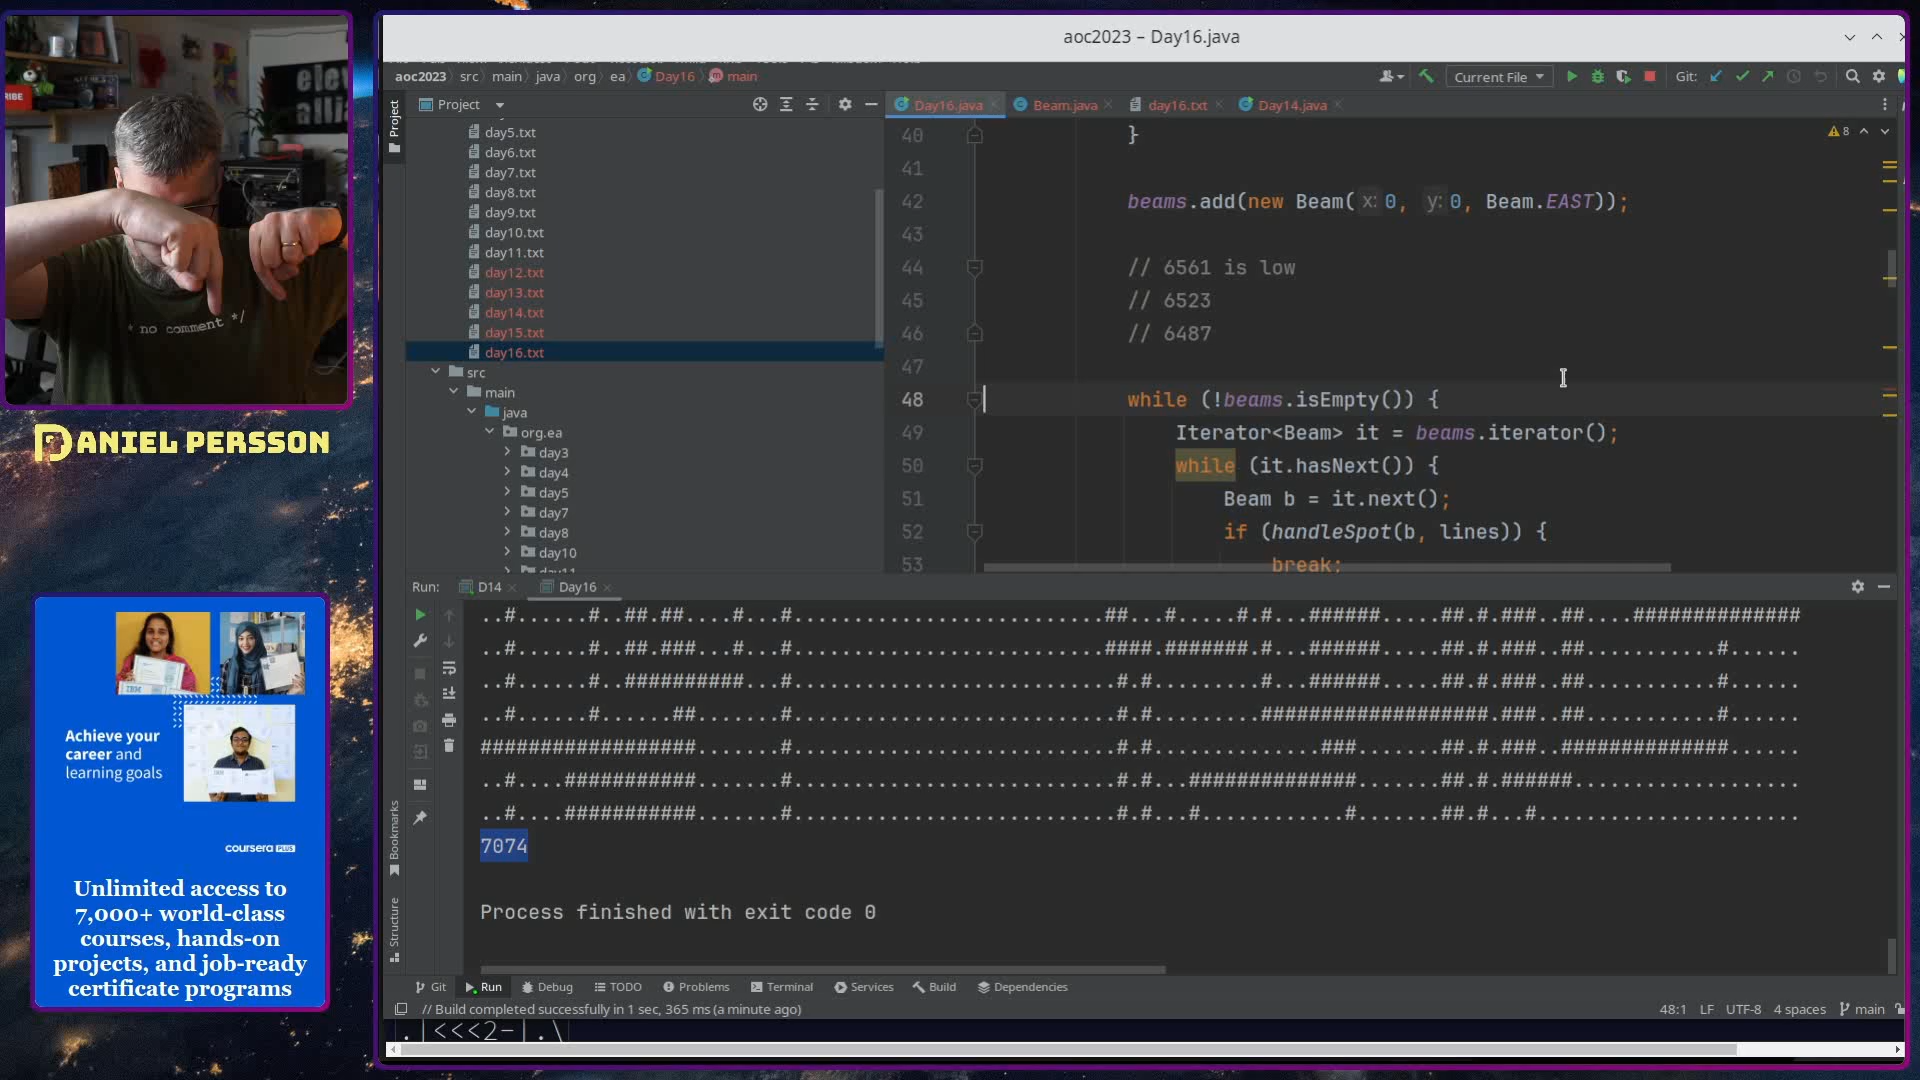 aoc2023 – Day16.java
aoc2023 src main java org ea Day16 main
Current File
Git:
Project
Day16.java
Beam.java
day16.txt
Day14.java
Project
day5.txt
day6.txt
day7.txt
day8.txt
day9.txt
day10.txt
day11.txt
day12.txt
day13.txt
day14.txt
day15.txt
day16.txt
src
main
java
org.ea
day3
day4
day5
day7
day8
day10
8
40 }
41
42 beams.add(new Beam( x: 0, y: 0, Beam.EAST));
43
44 // 6561 is low
45 // 6523
46 // 6487
47
48 while (!beams.isEmpty()) {
49 Iterator<Beam> it = beams.iterator();
50 while (it.hasNext()) {
51 Beam b = it.next();
52 if (handleSpot(b, lines)) {
53 break;
Run: D14 Day16
..#......#..##.##....#...#..........................##...#.....#.#...######.....##.#.###..##....##############
..#......#..##.###...#...#..........................####.#######.#...######.....##.#.###..##...........#......
..#......#..##########...#...........................#.#.........#...######.....##.#.###..##...........#......
..#......#......##.......#...........................#.#.........###################.###..##...........#......
##################.......#...........................#.#..............###.......##.#.###..##############......
..#....###########.......#...........................#.#...##############.......##.#.######...................
..#....###########.......#...........................#.#...#............#.......##.#...#......................
7074
Process finished with exit code 0
Bookmarks
Structure
Git Run Debug TODO Problems Terminal Services Build Dependencies
// Build completed successfully in 1 sec, 365 ms (a minute ago)
48:1 LF UTF-8 4 spaces main
.|<<<2-|.\
* no comment */
DANIEL PERSSON
Achieve your
career and
learning goals
coursera PLUS
Unlimited access to
7,000+ world-class
courses, hands-on
projects, and job-ready
certificate programs